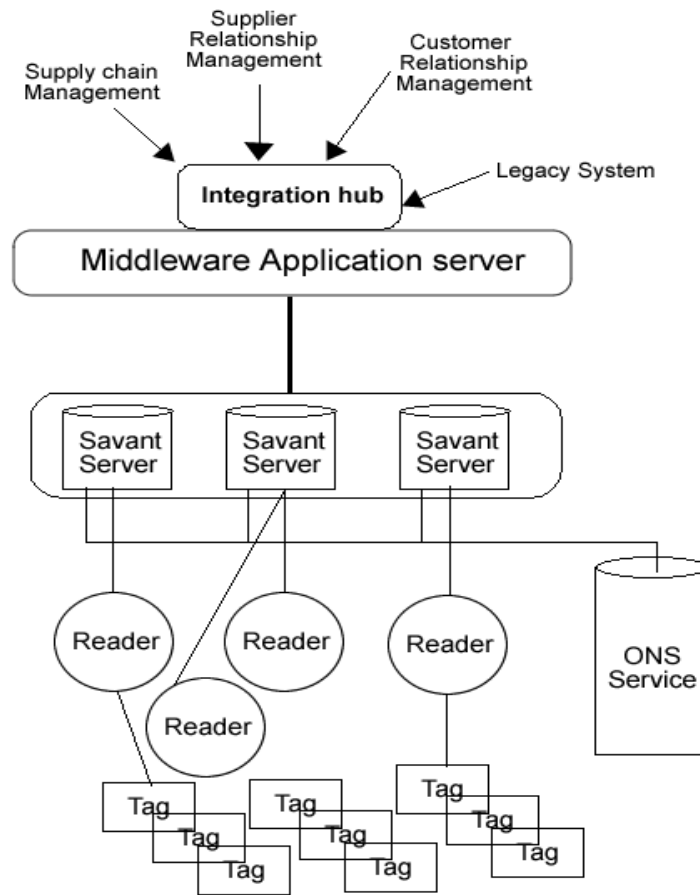 Supplier
Relationship
Management
Customer
Relationship
Management
Supply chain
Management
Legacy System
Integration hub
Middleware Application server
Savant
Server
Savant
Server
Savant
Server
Reader
Reader
Reader
Reader
ONS
Service
Tag
Tag
Tag
Tag
Tag
Tag
Tag
Tag
Tag